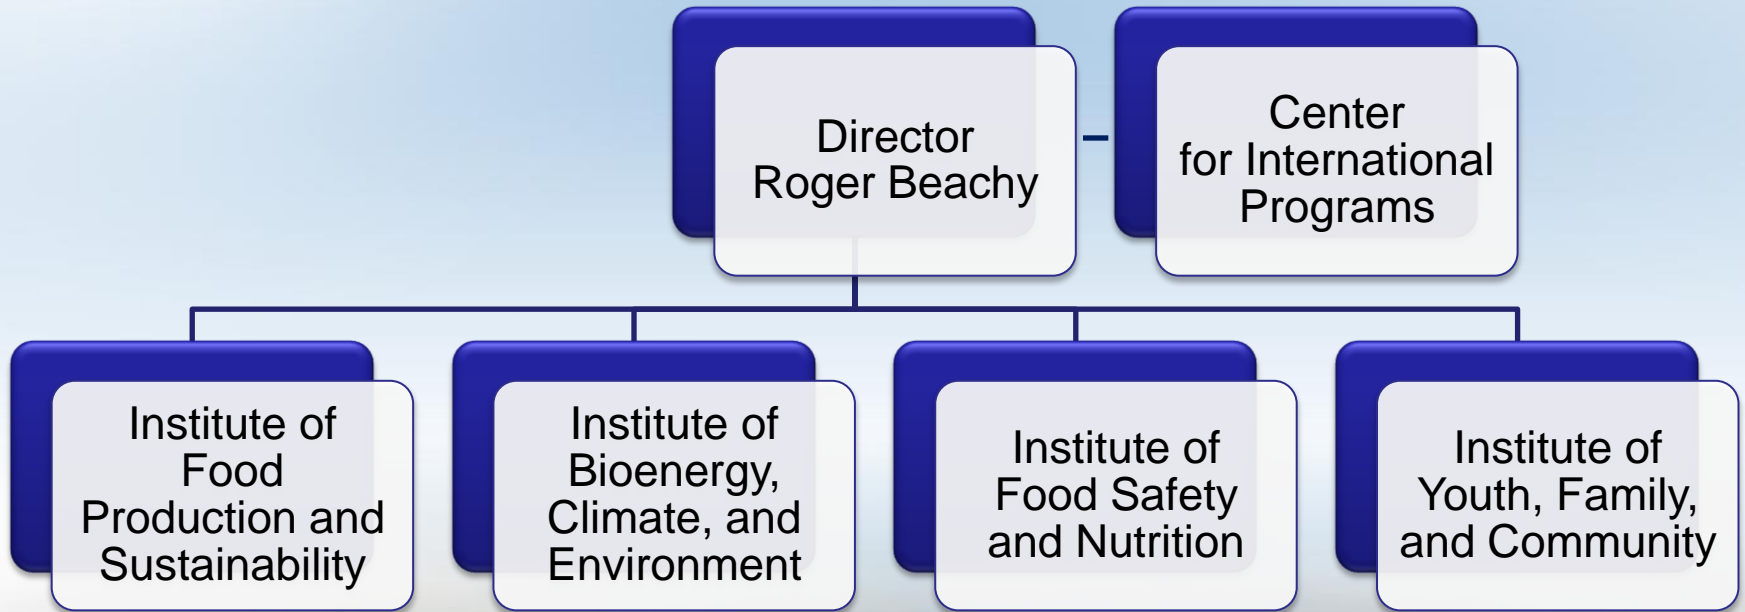 Director
Roger Beachy
Center
for International
Programs
Institute of
Food
Production and
Sustainability
Institute of
Bioenergy,
Climate, and
Environment
Institute of
Food Safety
and Nutrition
Institute of
Youth, Family,
and Community